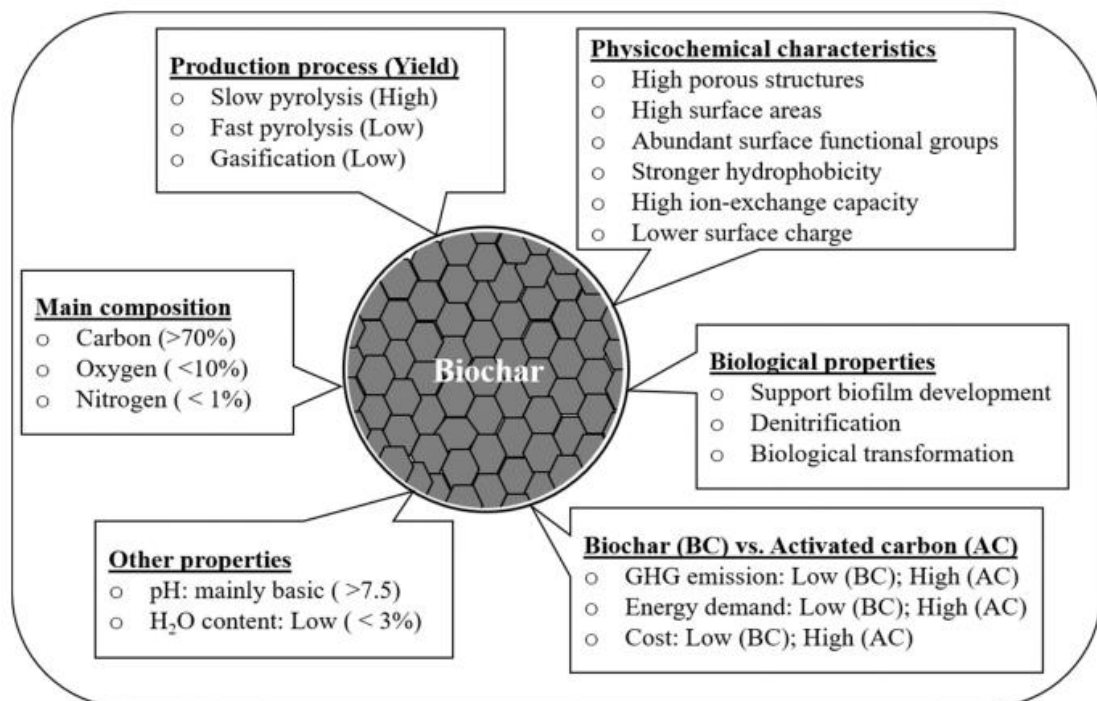 Production process (Yield)
○ Slow pyrolysis (High)
○ Fast pyrolysis (Low)
○ Gasification (Low)
Physicochemical characteristics
○ High porous structures
○ High surface areas
○ Abundant surface functional groups
○ Stronger hydrophobicity
○ High ion-exchange capacity
○ Lower surface charge
Main composition
○ Carbon (>70%)
○ Oxygen ( <10%)
○ Nitrogen ( < 1%)
Biochar
Biological properties
○ Support biofilm development
○ Denitrification
○ Biological transformation
Other properties
○ pH: mainly basic ( >7.5)
○ H₂O content: Low ( < 3%)
Biochar (BC) vs. Activated carbon (AC)
○ GHG emission: Low (BC); High (AC)
○ Energy demand: Low (BC); High (AC)
○ Cost: Low (BC); High (AC)